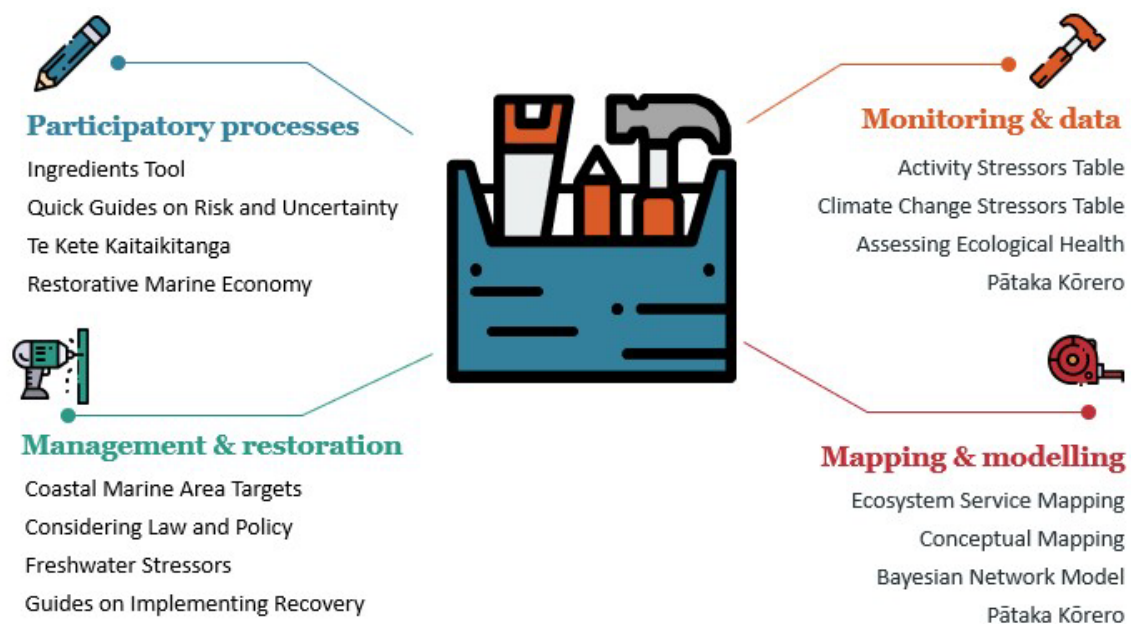 Participatory processes
Ingredients Tool
Quick Guides on Risk and Uncertainty
Te Kete Kaitaikitanga
Restorative Marine Economy
Monitoring & data
Activity Stressors Table
Climate Change Stressors Table
Assessing Ecological Health
Pātaka Kōrero
Management & restoration
Coastal Marine Area Targets
Considering Law and Policy
Freshwater Stressors
Guides on Implementing Recovery
Mapping & modelling
Ecosystem Service Mapping
Conceptual Mapping
Bayesian Network Model
Pātaka Kōrero